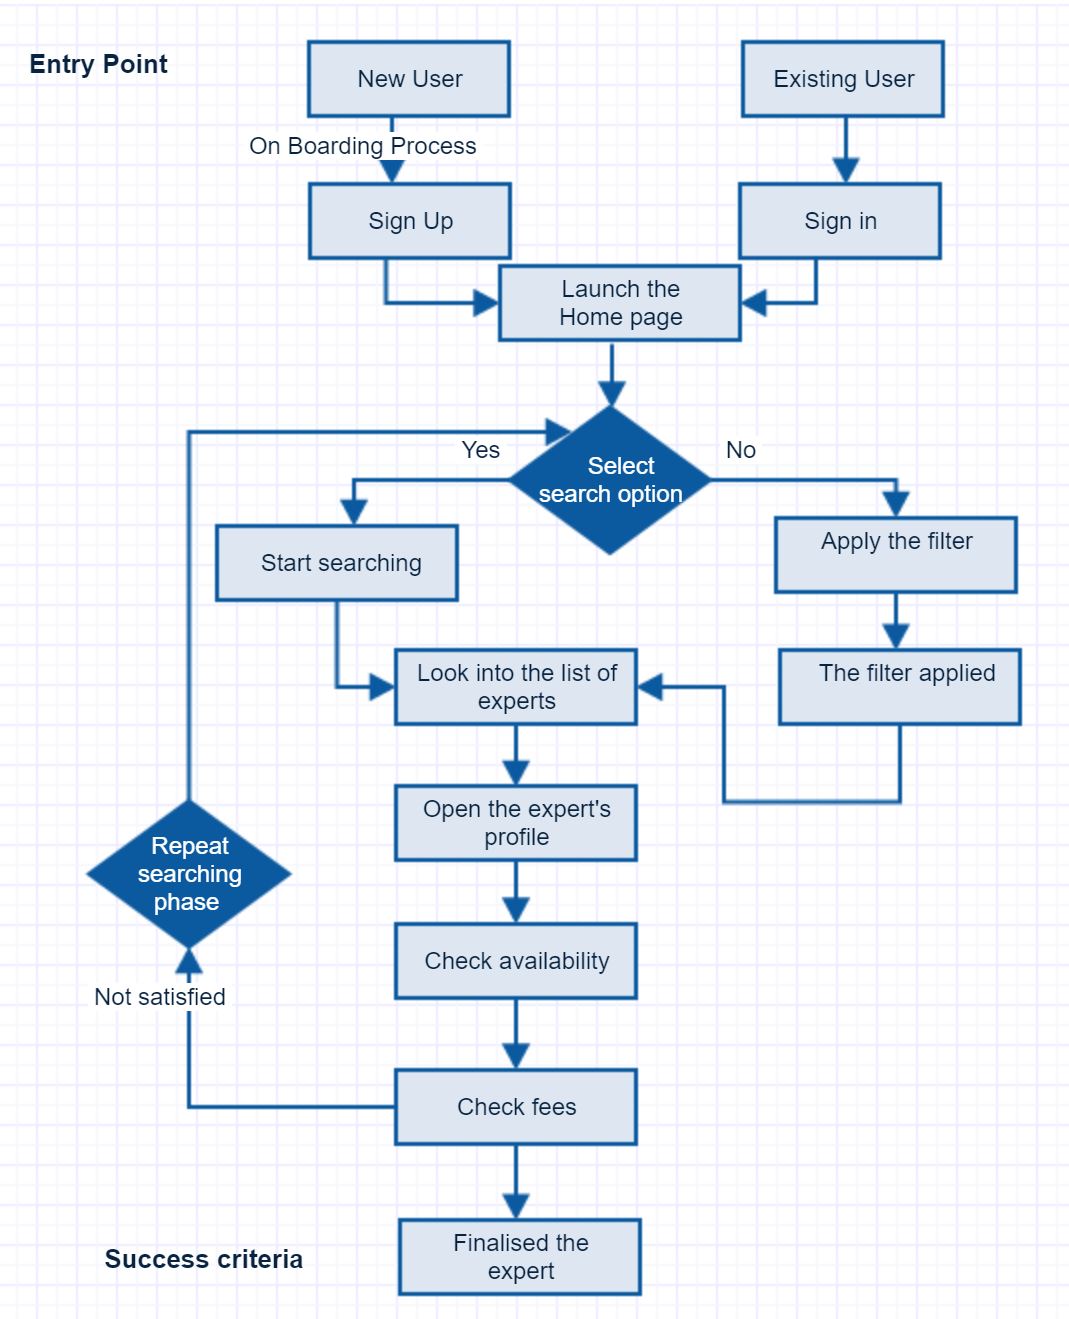 Entry Point
New User
Existing User
On Boarding Process
Sign Up
Sign in
Launch the
Home page
Yes
No
Select
search option
Start searching
Apply the filter
Look into the list of
experts
The filter applied
Open the expert's
profile
Repeat
searching
phase
Check availability
Not satisfied
Check fees
Success criteria
Finalised the
expert